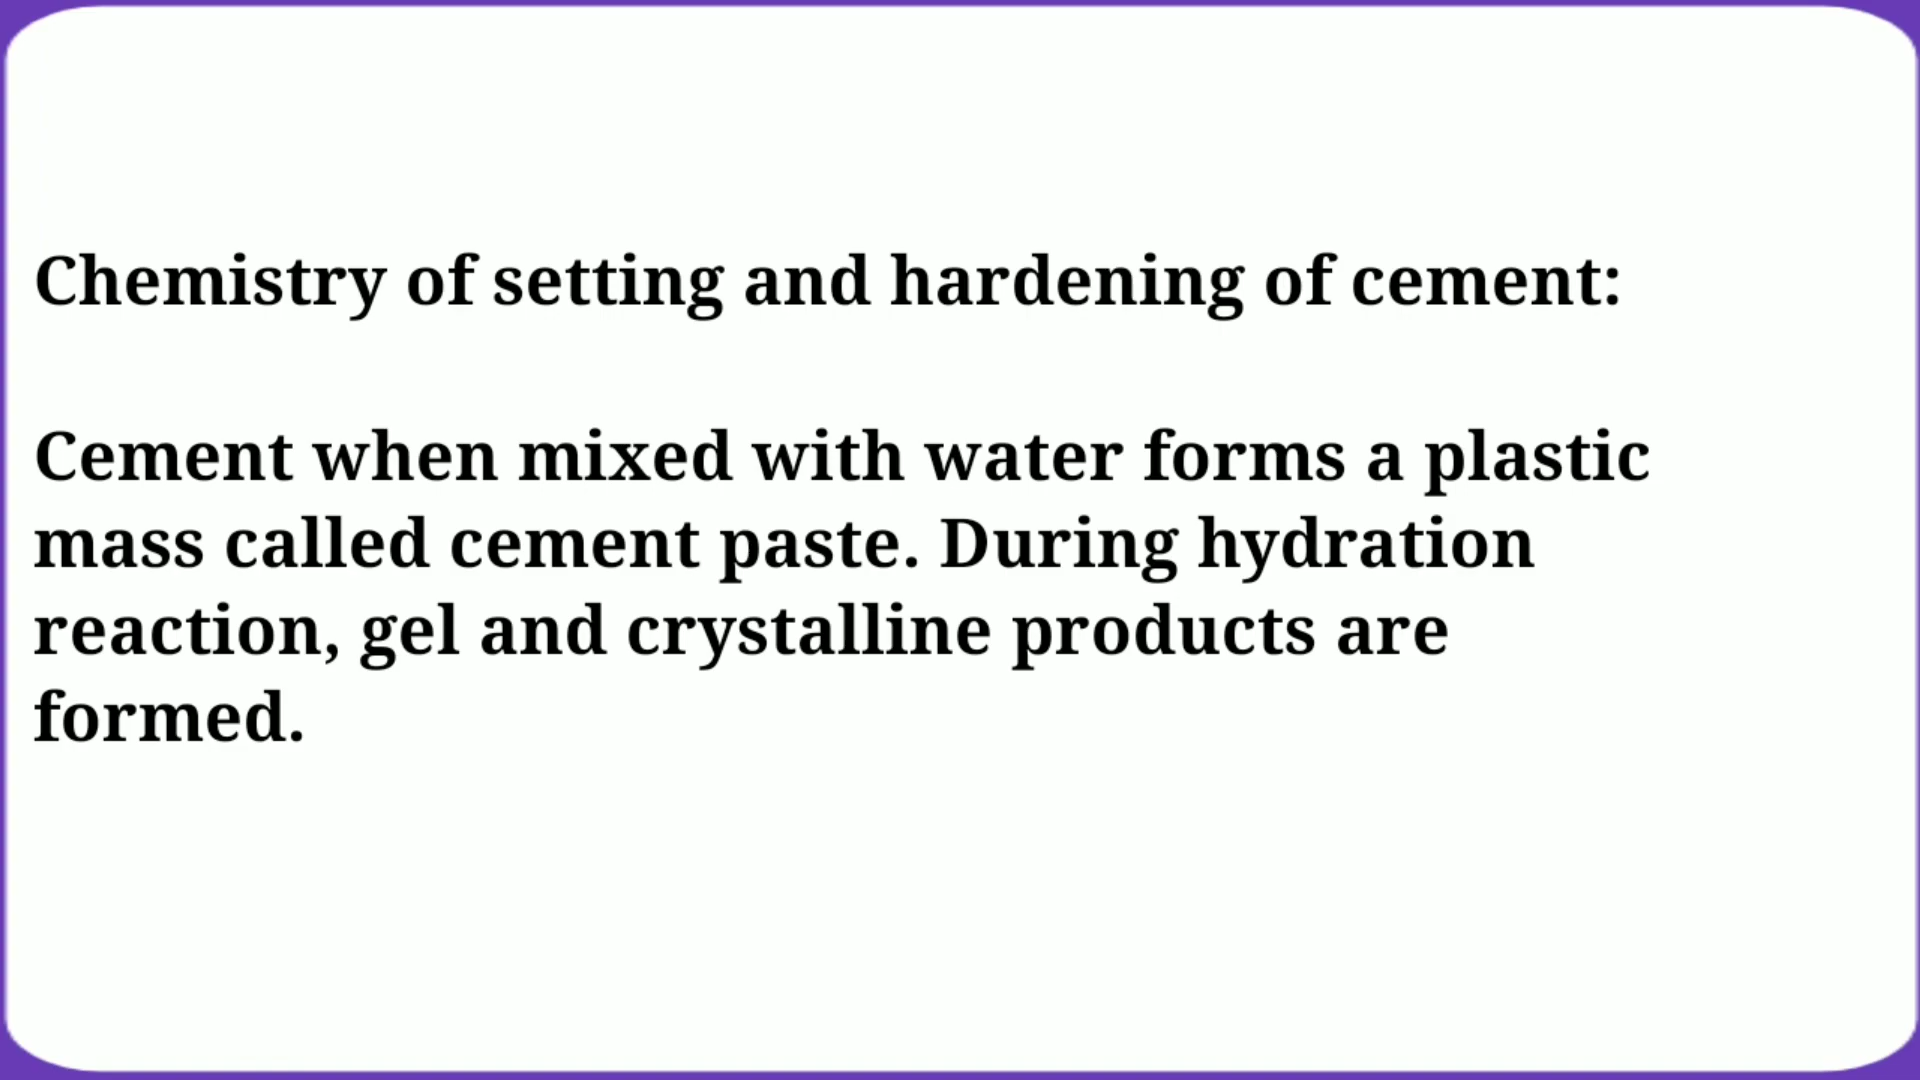 Chemistry of setting and hardening of cement:
Cement when mixed with water forms a plastic
mass called cement paste. During hydration
reaction, gel and crystalline products are
formed.